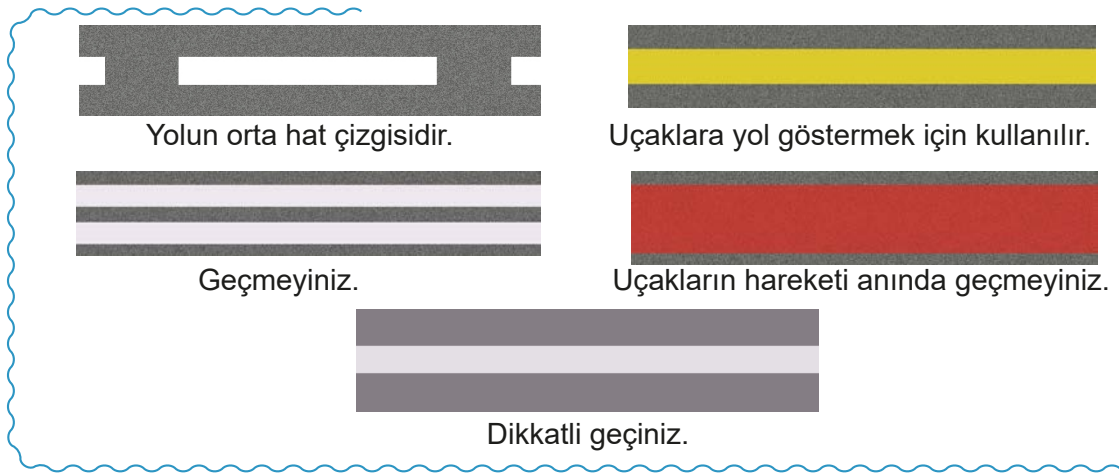 Yolun orta hat çizgisidir.
Uçaklara yol göstermek için kullanılır.
Geçmeyiniz.
Uçakların hareketi anında geçmeyiniz.
Dikkatli geçiniz.